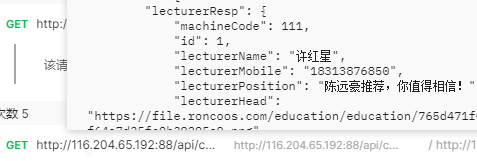 "lecturerResp": {
GET http:/
"machineCode": 111,
"id": 1,
"lecturerName": "许红星",
"lecturerMobile": "18313876850",
该请
"lecturerPosition": "陈远豪推荐，你值得相信！"
"lecturerHead":
次数 5
"https://file.roncoos.com/education/education/765d471f
GET http://116.204.65.192:88/api/c... http://116.204.65.192:88/api/c... / http://1